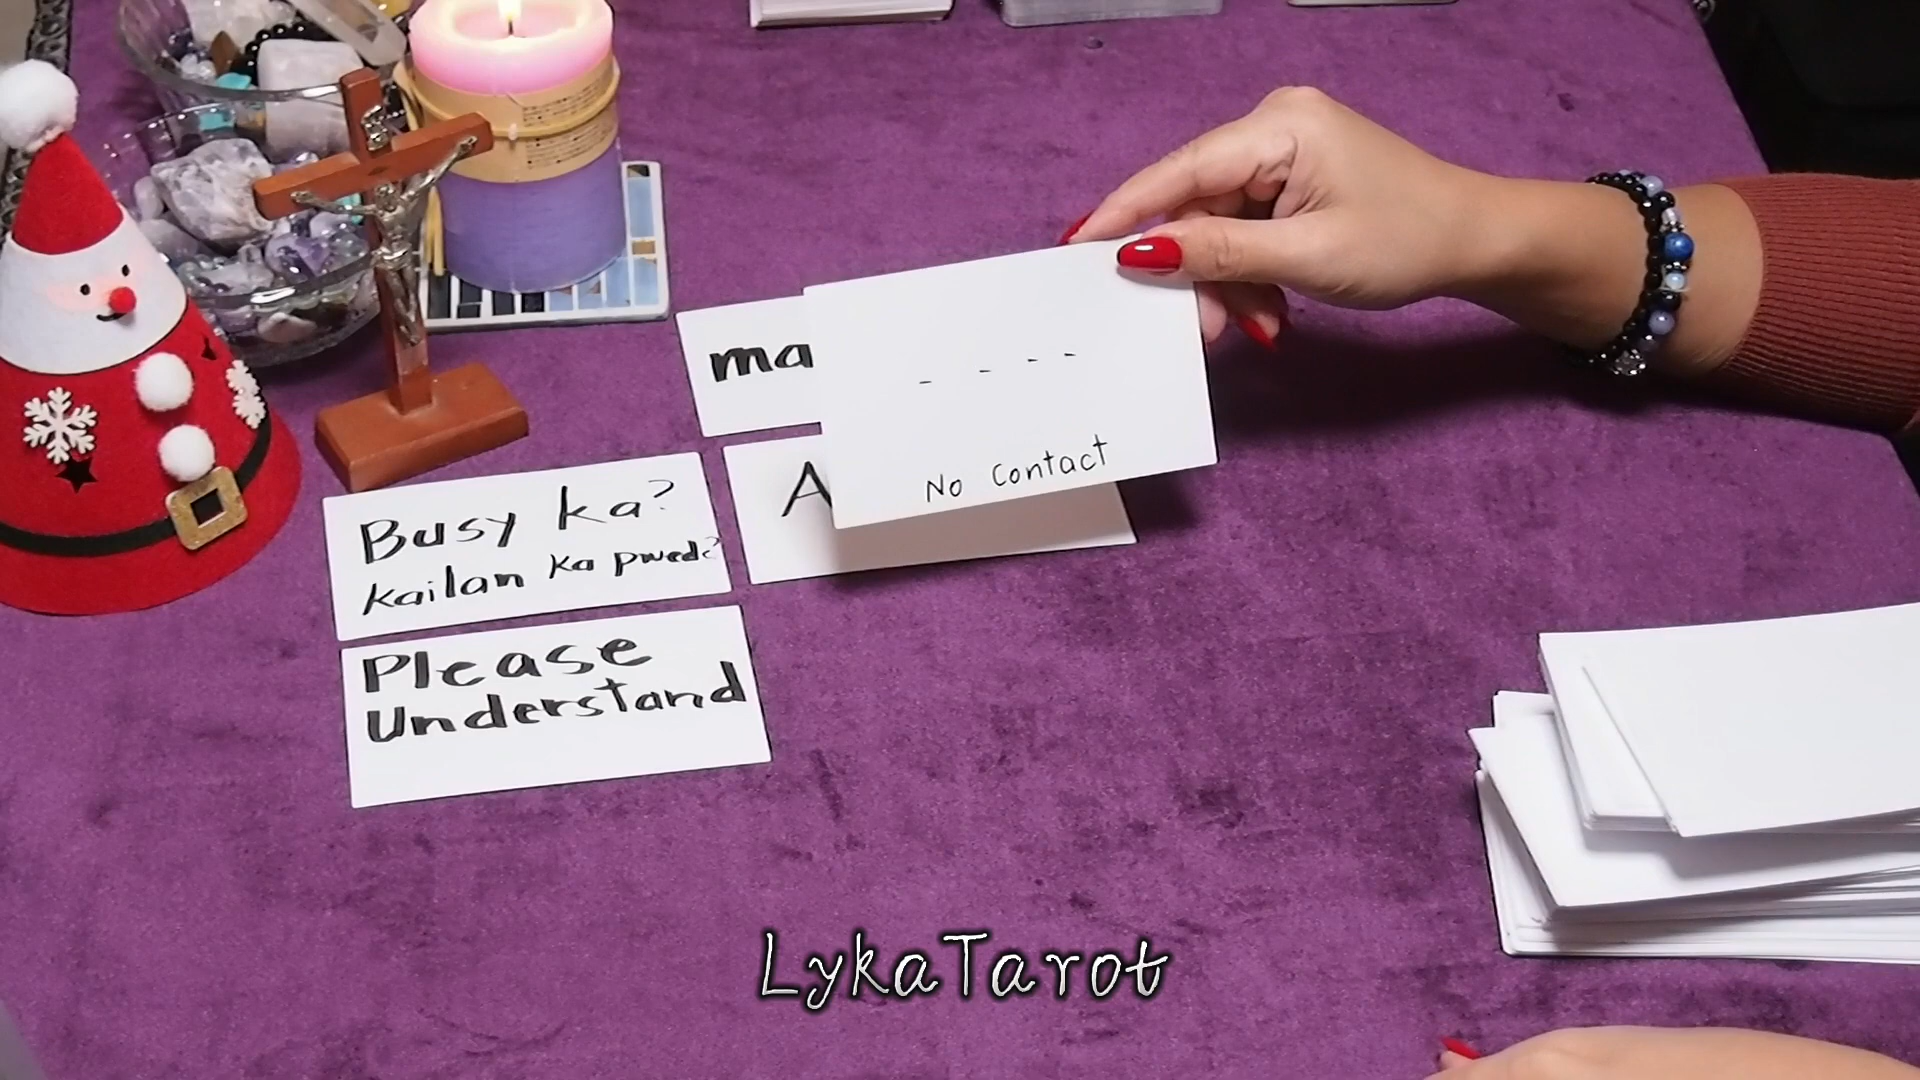 ma
- - - -
No Contact
A
Busy ka?
kailan ka pwede?
Please
Understand
LykaTarot